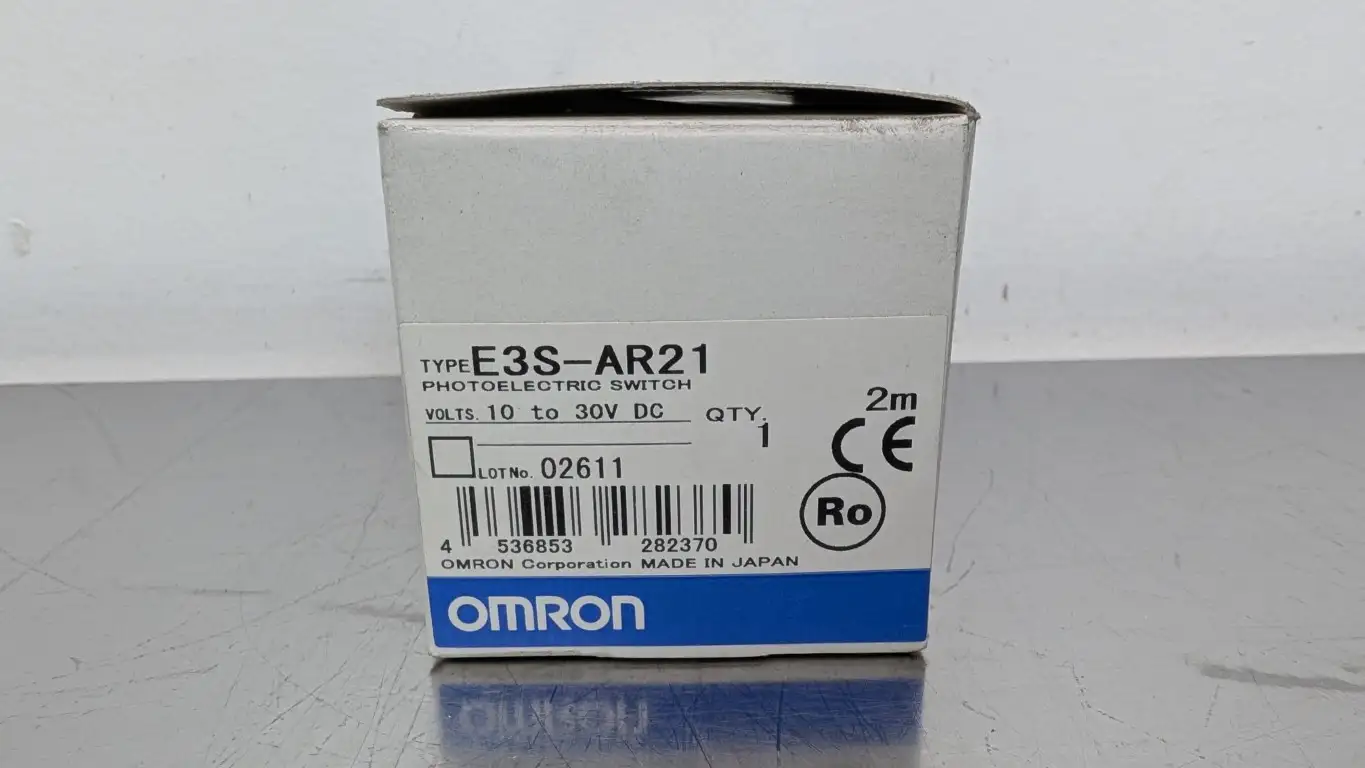 TYPE E3S-AR21
PHOTOELECTRIC SWITCH
VOLTS. 10 to 30V DC
QTY.
1
2m
CE
LOT No. 02611
Ro
4 536853 282370
OMRON Corporation MADE IN JAPAN
OMRON